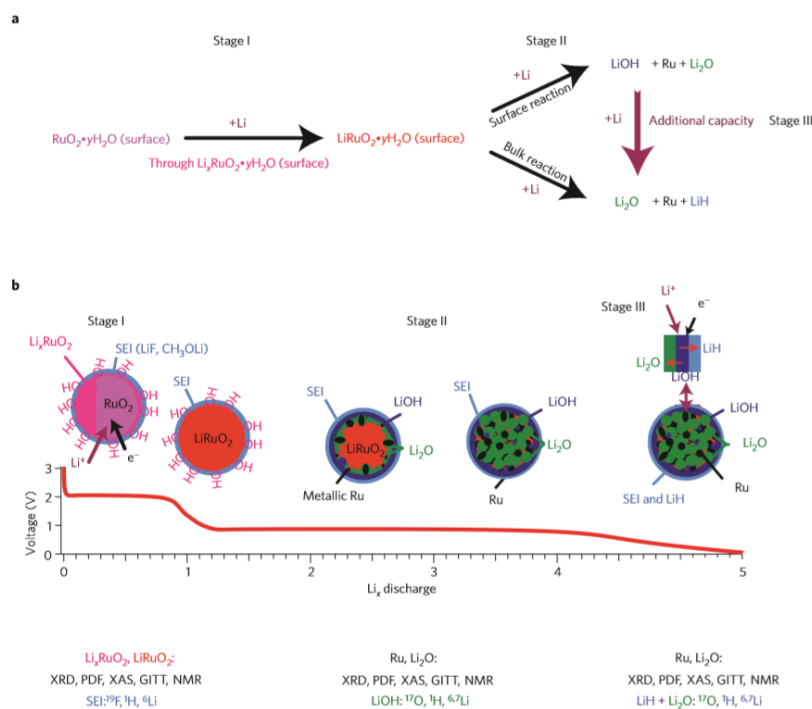 a
Stage I
Stage II
+Li
Surface reaction
LiOH + Ru + Li₂O
RuO₂•yH₂O (surface)
+Li
Through LiₓRuO₂•yH₂O (surface)
LiRuO₂•yH₂O (surface)
+Li
Additional capacity
Stage III
Bulk reaction
+Li
Li₂O + Ru + LiH
b
Stage I
Stage II
Stage III
Li⁺
e⁻
LiₓRuO₂
SEI (LiF, CH₃OLi)
HO
OH
RuO₂
Li⁺
e⁻
SEI
HO
OH
LiRuO₂
SEI
LiOH
LiRuO₂
Li₂O
Metallic Ru
SEI
LiOH
Li₂O
Ru
Li₂O
LiH
LiOH
LiOH
Li₂O
Ru
SEI and LiH
Voltage (V)
3
2
1
0
0 1 2 3 4 5
Liₓ discharge
LiₓRuO₂, LiRuO₂:
XRD, PDF, XAS, GITT, NMR
SEI:¹⁹F,¹H, ⁶Li
Ru, Li₂O:
XRD, PDF, XAS, GITT, NMR
LiOH: ¹⁷O, ¹H, ⁶,⁷Li
Ru, Li₂O:
XRD, PDF, XAS, GITT, NMR
LiH + Li₂O: ¹⁷O, ¹H, ⁶,⁷Li